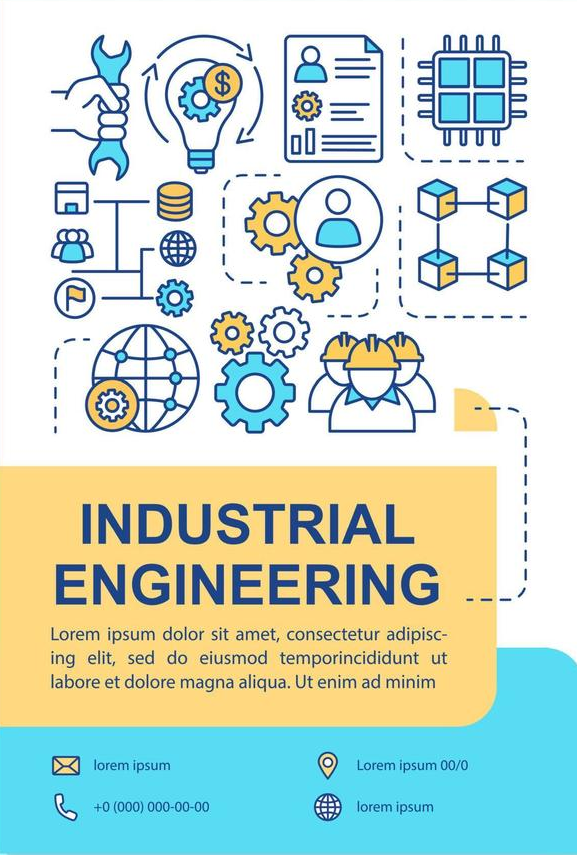 $
INDUSTRIAL
ENGINEERING
Lorem ipsum dolor sit amet, consectetur adipisc-
ing elit, sed do eiusmod temporincididunt ut
labore et dolore magna aliqua. Ut enim ad minim
lorem ipsum
Lorem ipsum 00/0
+0 (000) 000-00-00
lorem ipsum